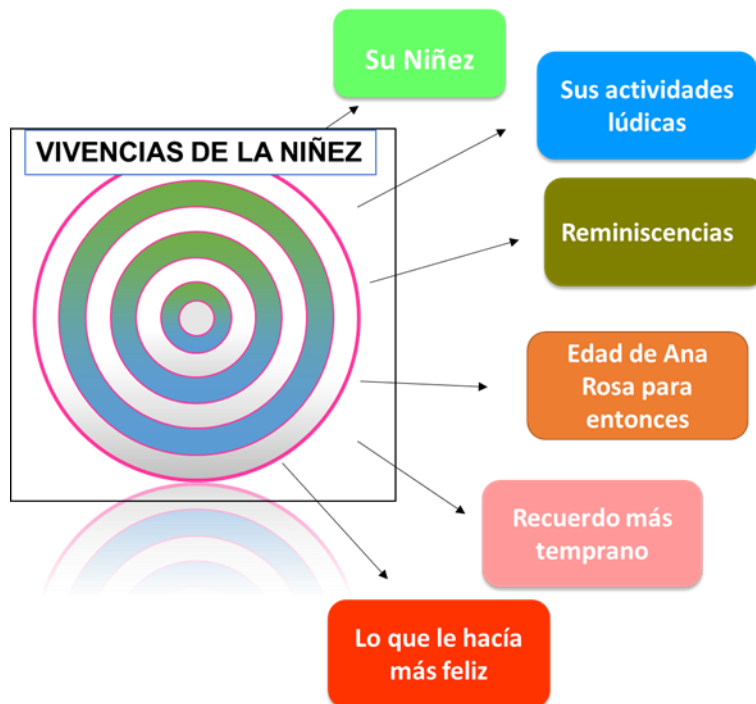 Su Niñez
Sus actividades
lúdicas
VIVENCIAS DE LA NIÑEZ
Reminiscencias
Edad de Ana
Rosa para
entonces
Recuerdo más
temprano
Lo que le hacía
más feliz